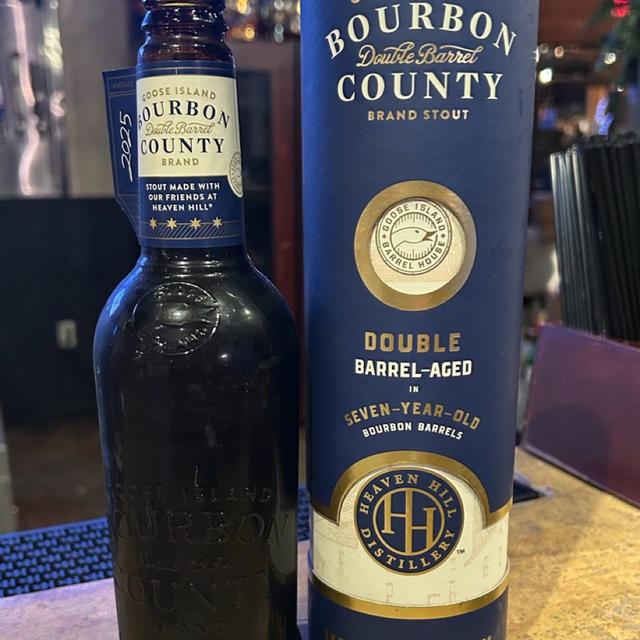 VINTAGE
2025
GOOSE ISLAND
BOURBON
Double Barrel
COUNTY
BRAND
STOUT MADE WITH
OUR FRIENDS AT
HEAVEN HILL®
GOOSE ISLAND
BOURBON
COUNTY
BRAND
BOURBON
Double Barrel
COUNTY
BRAND STOUT
GOOSE ISLAND
BARREL HOUSE
DOUBLE
BARREL-AGED
IN
SEVEN-YEAR-OLD
BOURBON BARRELS
HEAVEN HILL
HH
DISTILLERY
TM